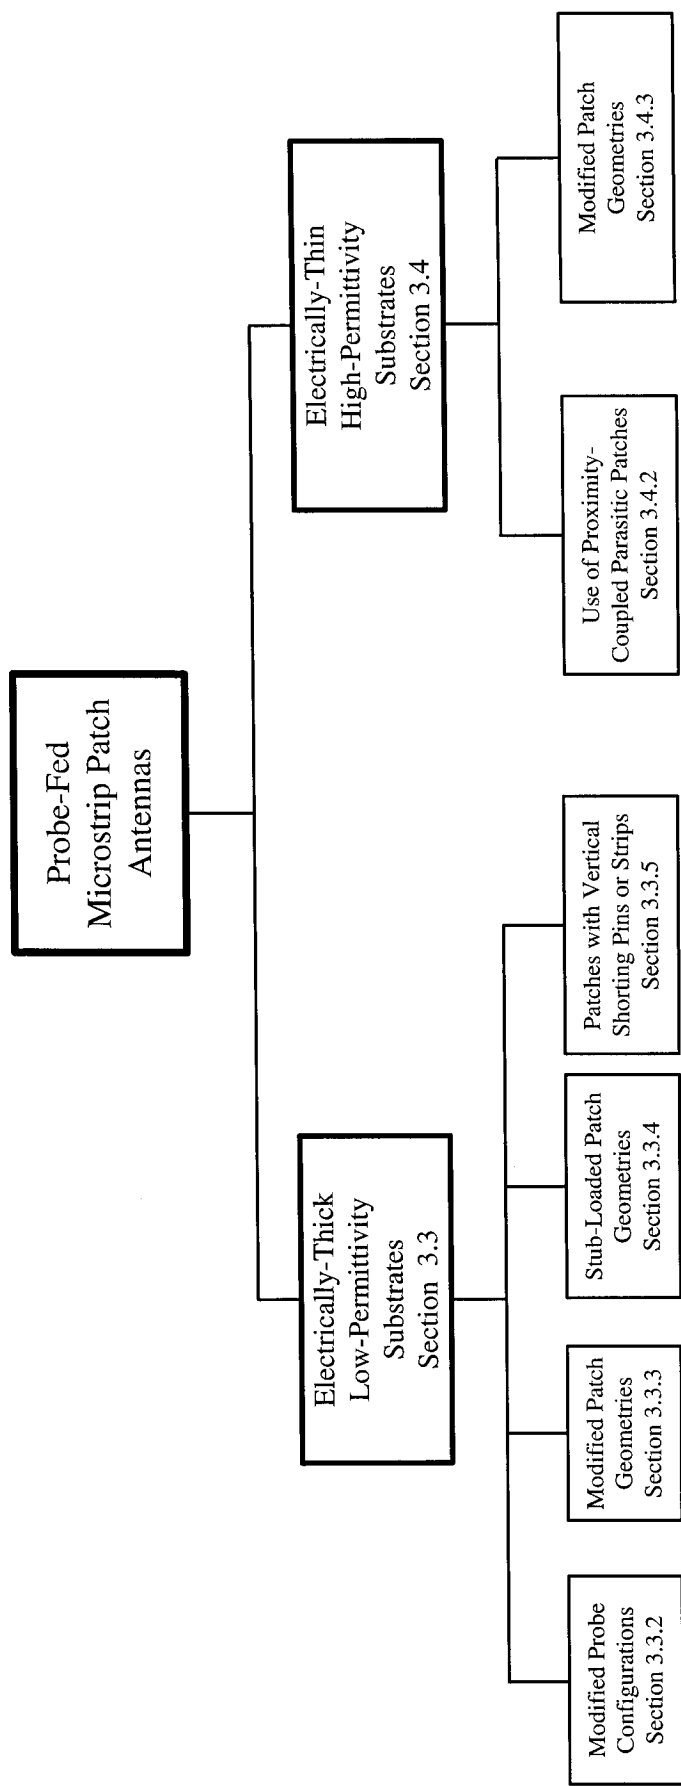 Probe-Fed
Microstrip Patch
Antennas
Electrically-Thick
Low-Permittivity
Substrates
Section 3.3
Electrically-Thin
High-Permittivity
Substrates
Section 3.4
Modified Probe
Configurations
Section 3.3.2
Modified Patch
Geometries
Section 3.3.3
Stub-Loaded Patch
Geometries
Section 3.3.4
Patches with Vertical
Shorting Pins or Strips
Section 3.3.5
Use of Proximity-
Coupled Parasitic Patches
Section 3.4.2
Modified Patch
Geometries
Section 3.4.3